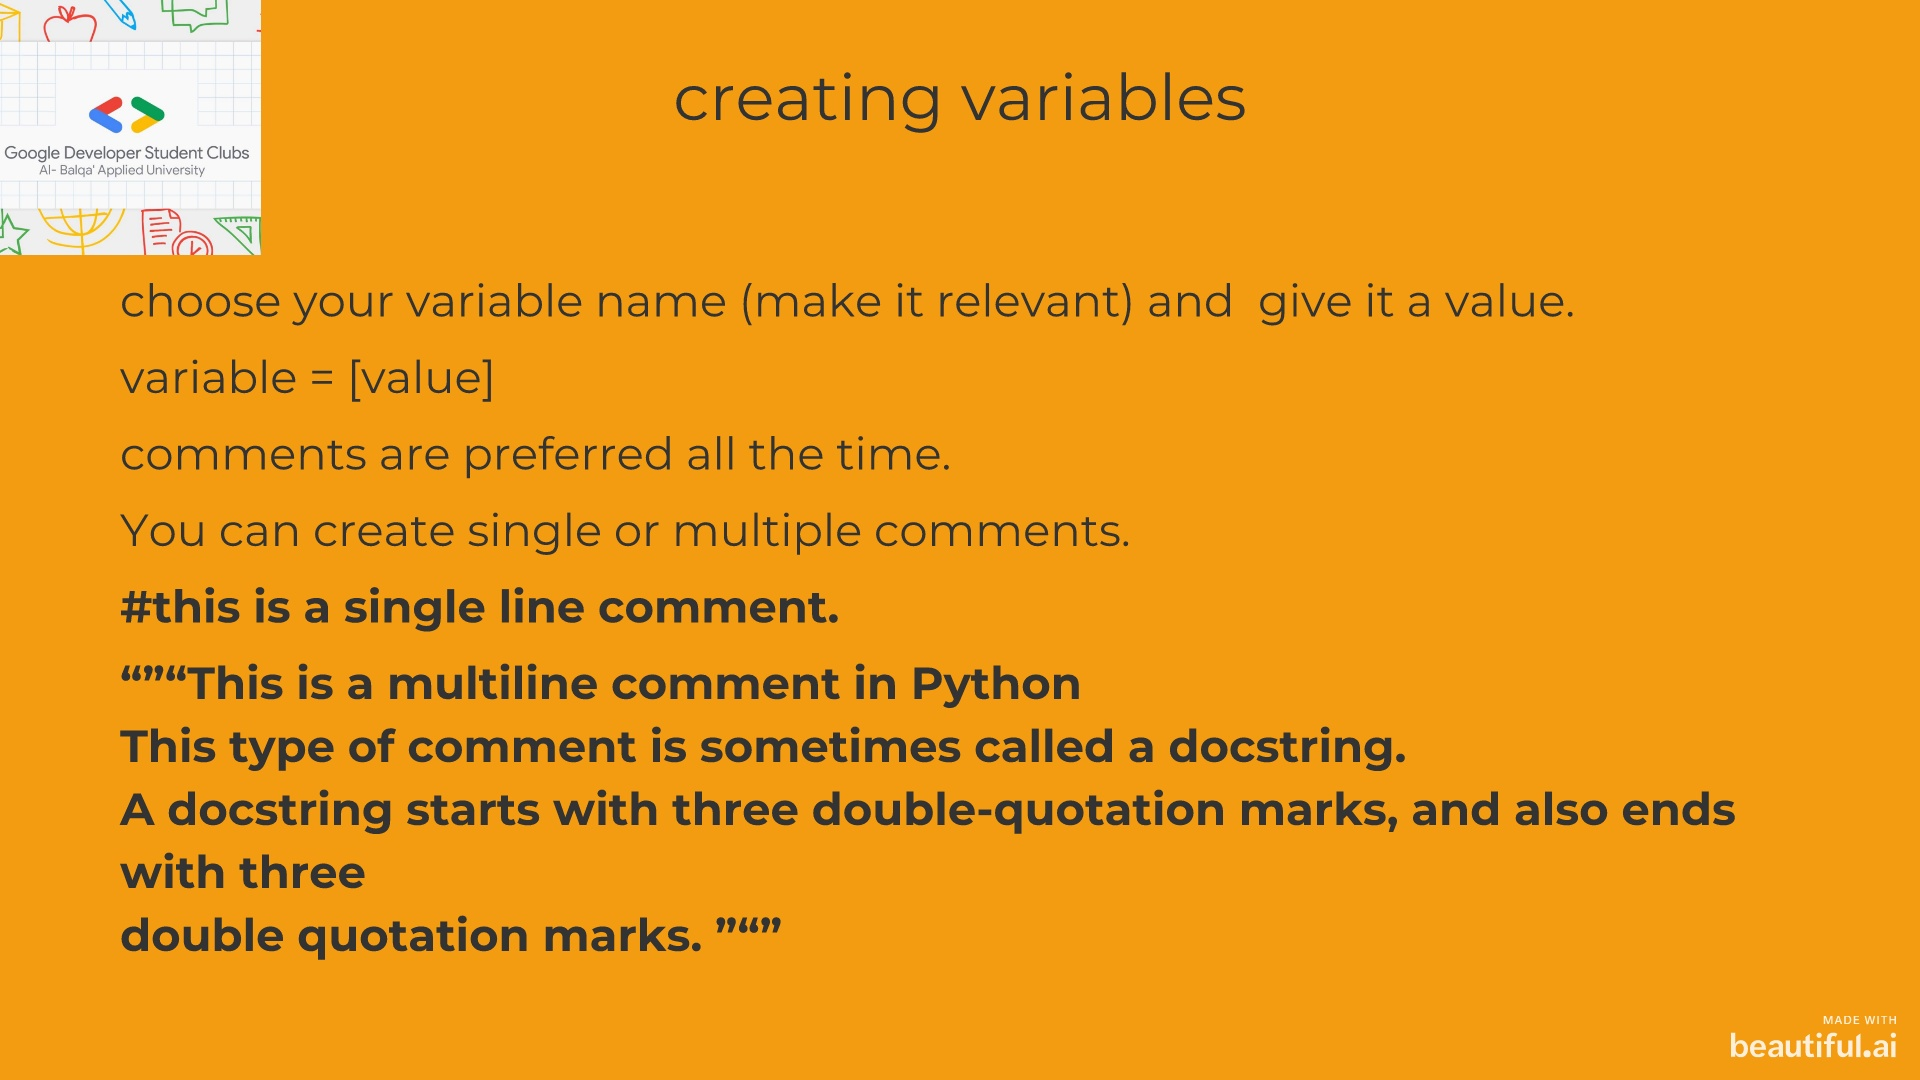 Google Developer Student Clubs
Al- Balqa' Applied University
creating variables
choose your variable name (make it relevant) and  give it a value.
variable = [value]
comments are preferred all the time.
You can create single or multiple comments.
#this is a single line comment.
“”“This is a multiline comment in Python
This type of comment is sometimes called a docstring.
A docstring starts with three double-quotation marks, and also ends
with three
double quotation marks. ”“”
MADE WITH
beautiful.ai